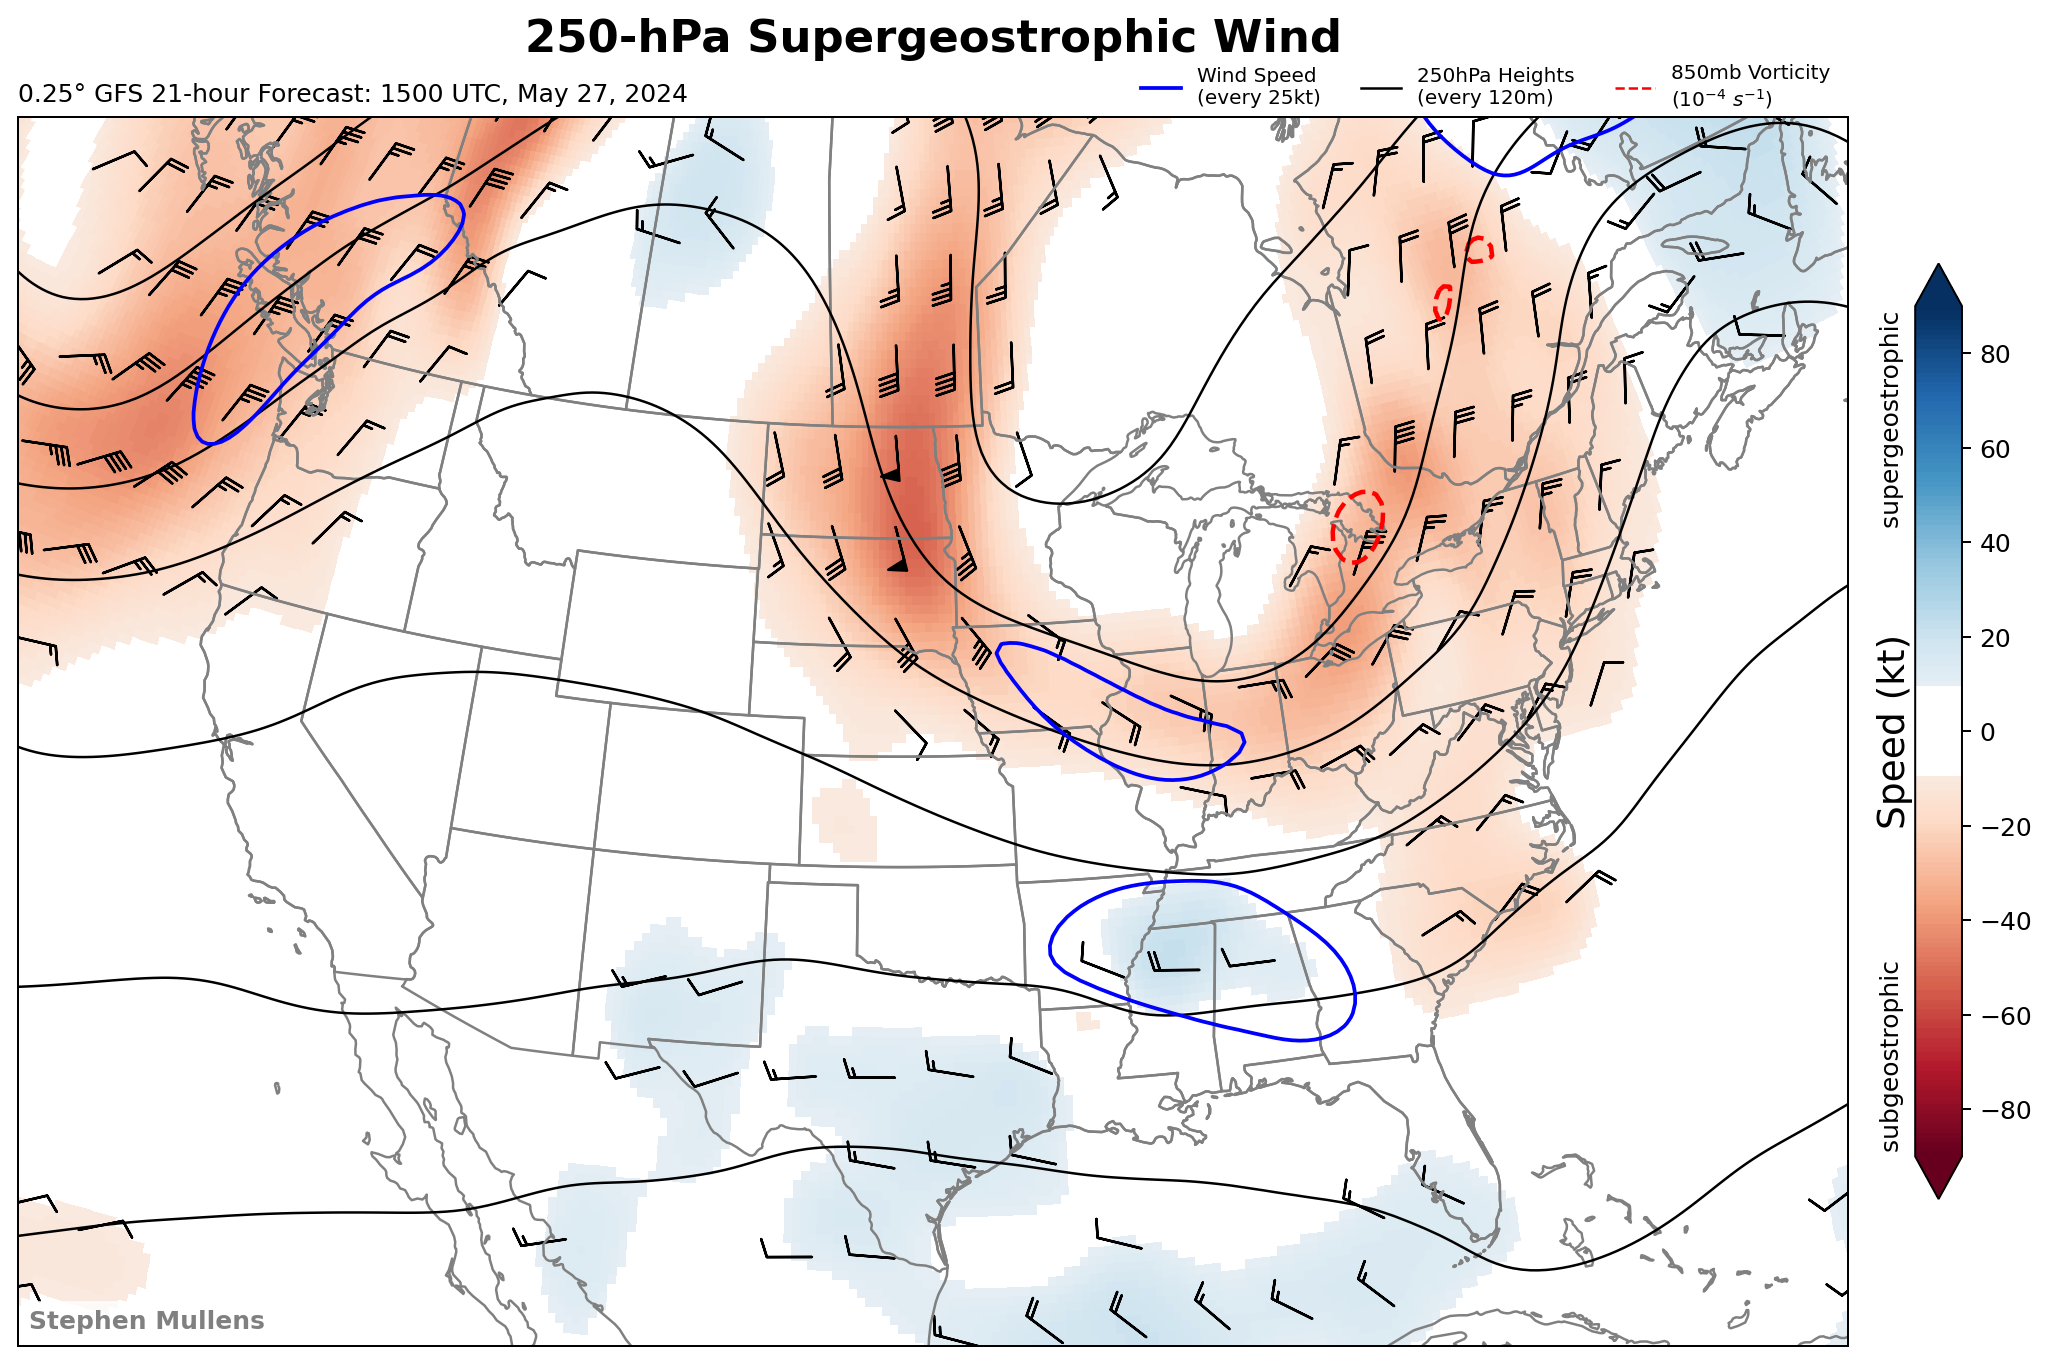 250-hPa Supergeostrophic Wind
0.25° GFS 21-hour Forecast: 1500 UTC, May 27, 2024
Wind Speed
(every 25kt)
250hPa Heights
(every 120m)
850mb Vorticity
(10⁻⁴ s⁻¹)
supergeostrophic
Speed (kt)
subgeostrophic
80
60
40
20
0
−20
−40
−60
−80
Stephen Mullens